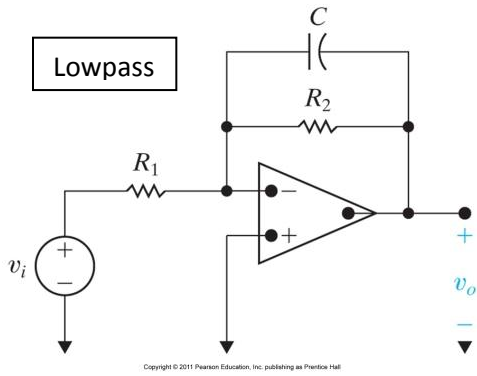 C
Lowpass
R2
R1
−
+
+
vi
−
+
vo
−
Copyright © 2011 Pearson Education, Inc. publishing as Prentice Hall